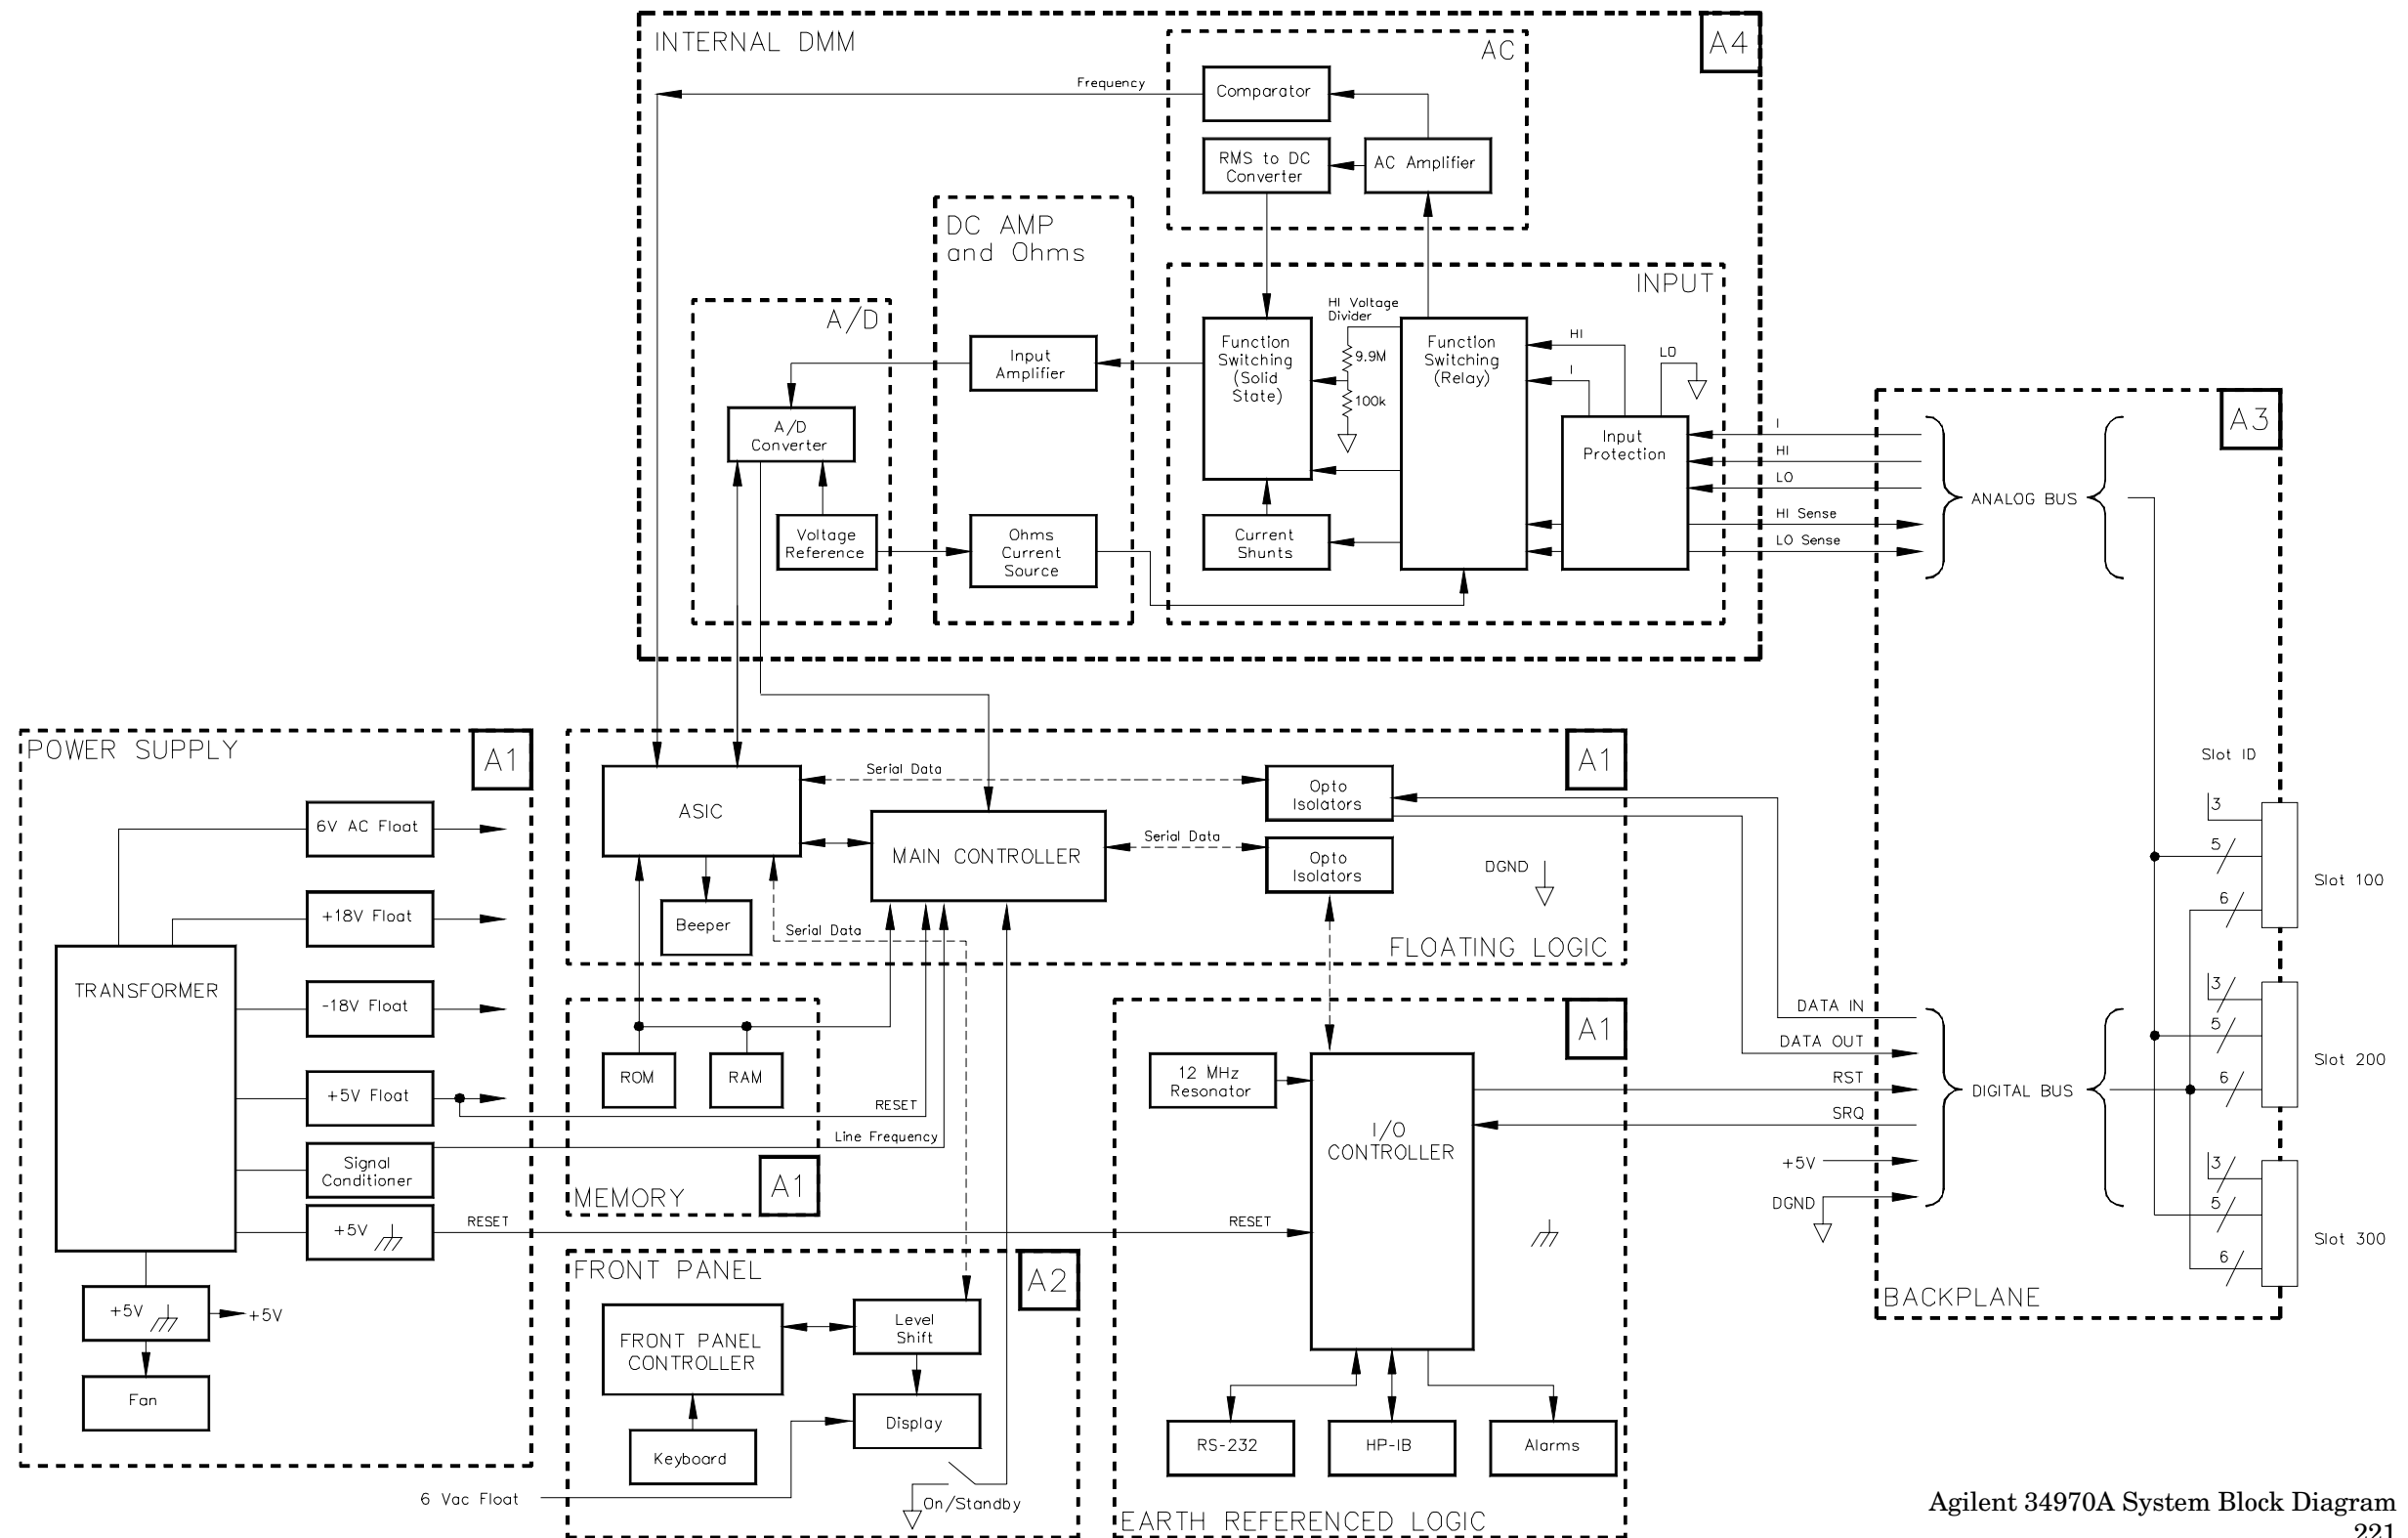 INTERNAL DMM
A4
AC
Frequency
Comparator
RMS to DC
Converter
AC Amplifier
DC AMP
and Ohms
INPUT
A/D
Input
Amplifier
A/D
Converter
Voltage
Reference
Ohms
Current
Source
Function
Switching
(Solid
State)
HI Voltage
Divider
9.9M
100k
Function
Switching
(Relay)
HI
I
LO
Current
Shunts
Input
Protection
I
HI
LO
HI Sense
LO Sense
A3
ANALOG BUS
Slot ID
3
5
6
Slot 100
3
5
6
Slot 200
3
5
6
Slot 300
DATA IN
DATA OUT
RST
SRQ
+5V
DGND
DIGITAL BUS
BACKPLANE
POWER SUPPLY
A1
6V AC Float
+18V Float
TRANSFORMER
-18V Float
+5V Float
Signal
Conditioner
+5V
RESET
+5V
+5V
Fan
A1
ASIC
Serial Data
Opto
Isolators
MAIN CONTROLLER
Serial Data
Opto
Isolators
DGND
Beeper
Serial Data
FLOATING LOGIC
ROM
RAM
RESET
Line Frequency
MEMORY
A1
A1
12 MHz
Resonator
I/O
CONTROLLER
RESET
RS-232
HP-IB
Alarms
EARTH REFERENCED LOGIC
FRONT PANEL
A2
FRONT PANEL
CONTROLLER
Level
Shift
Display
Keyboard
6 Vac Float
On/Standby
Agilent 34970A System Block Diagram
221